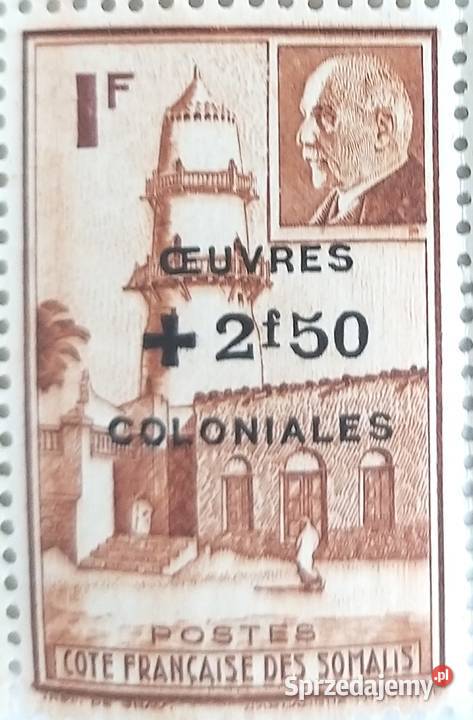 1F
ŒUVRES
+ 2f50
COLONIALES
POSTES
COTE FRANÇAISE DES SOMALIS
Sprzedajemy.pl